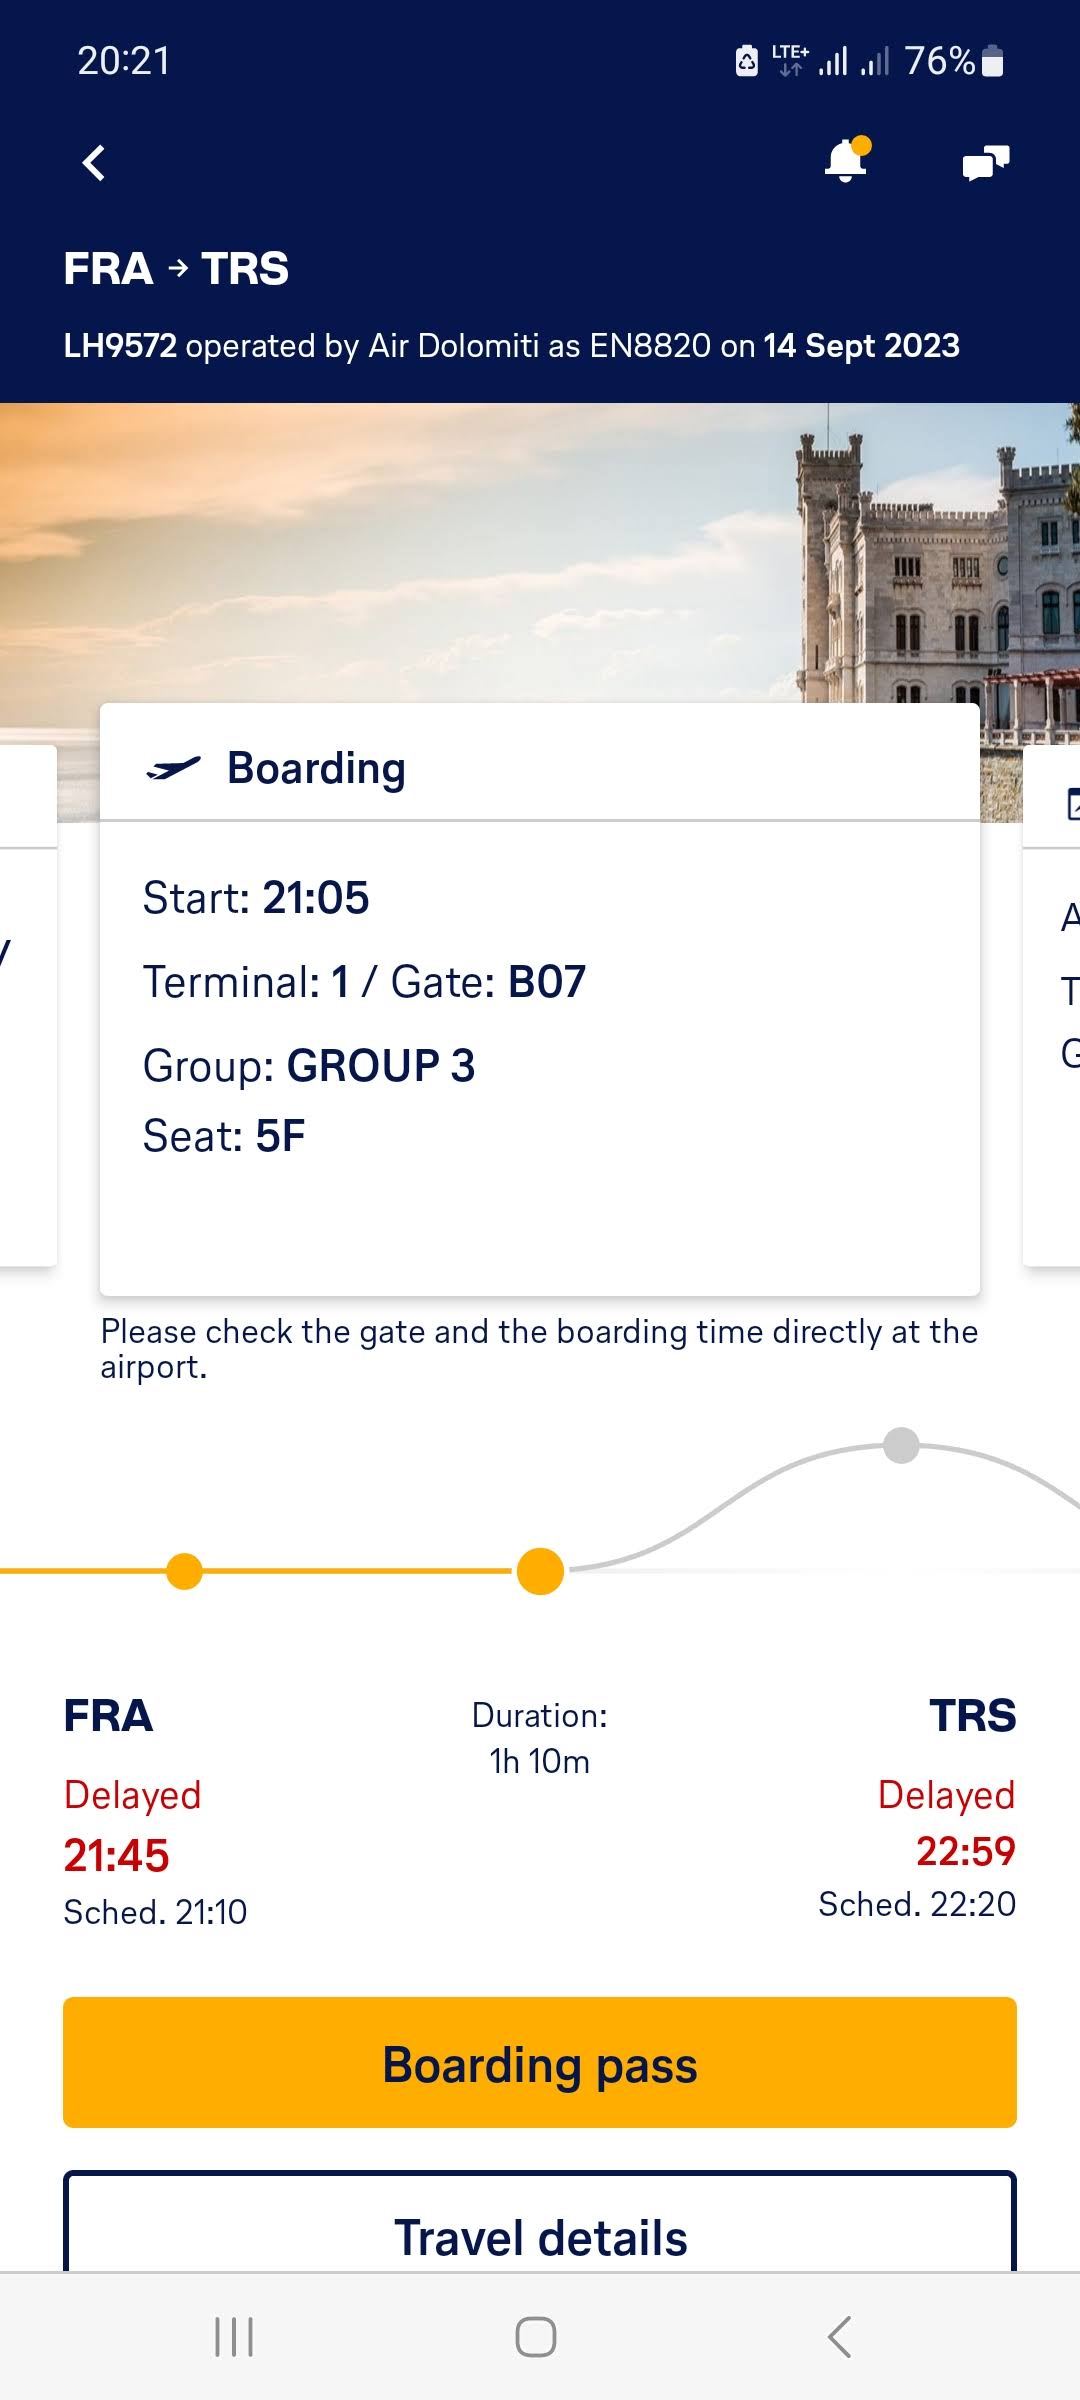 20:21
LTE+ 76%
FRA → TRS
LH9572 operated by Air Dolomiti as EN8820 on 14 Sept 2023
Boarding
Start: 21:05
Terminal: 1 / Gate: B07
Group: GROUP 3
Seat: 5F
Please check the gate and the boarding time directly at the
airport.
FRA
Duration:
1h 10m
TRS
Delayed
21:45
Sched. 21:10
Delayed
22:59
Sched. 22:20
Boarding pass
Travel details